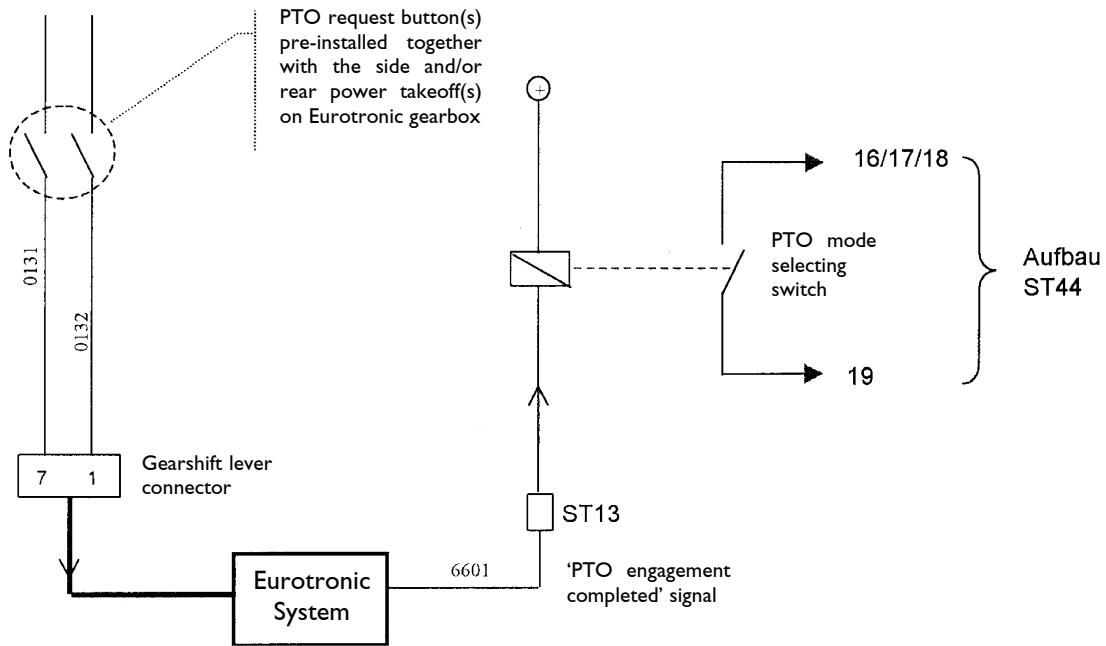 PTO request button(s)
pre-installed together
with the side and/or
rear power takeoff(s)
on Eurotronic gearbox
+
16/17/18
PTO mode
selecting
switch
Aufbau
ST44
19
0131
0132
7 1
Gearshift lever
connector
ST13
Eurotronic
System
6601
‘PTO engagement
completed’ signal